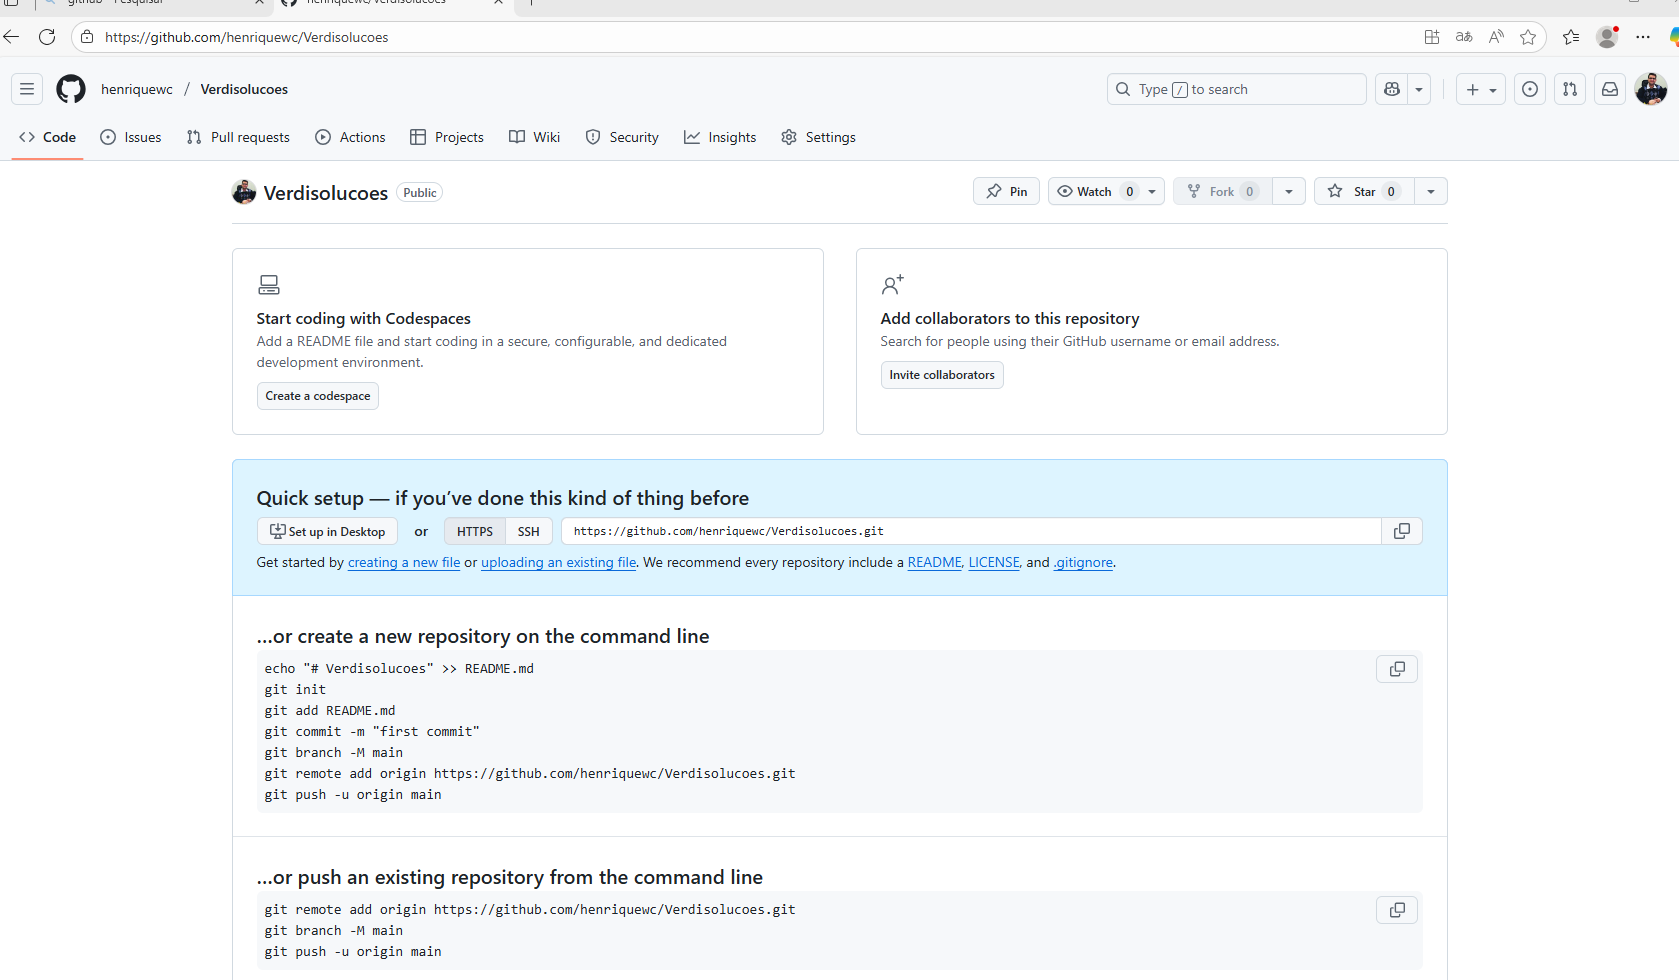 github - Pesquisar
henriquewc/Verdisolucoes
https://github.com/henriquewc/Verdisolucoes
henriquewc / Verdisolucoes
Type / to search
Code Issues Pull requests Actions Projects Wiki Security Insights Settings
Verdisolucoes Public
Pin Watch 0 Fork 0 Star 0
Start coding with Codespaces
Add a README file and start coding in a secure, configurable, and dedicated
development environment.
Create a codespace
Add collaborators to this repository
Search for people using their GitHub username or email address.
Invite collaborators
Quick setup — if you’ve done this kind of thing before
Set up in Desktop or HTTPS SSH https://github.com/henriquewc/Verdisolucoes.git
Get started by creating a new file or uploading an existing file. We recommend every repository include a README, LICENSE, and .gitignore.
…or create a new repository on the command line
echo "# Verdisolucoes" >> README.md
git init
git add README.md
git commit -m "first commit"
git branch -M main
git remote add origin https://github.com/henriquewc/Verdisolucoes.git
git push -u origin main
…or push an existing repository from the command line
git remote add origin https://github.com/henriquewc/Verdisolucoes.git
git branch -M main
git push -u origin main